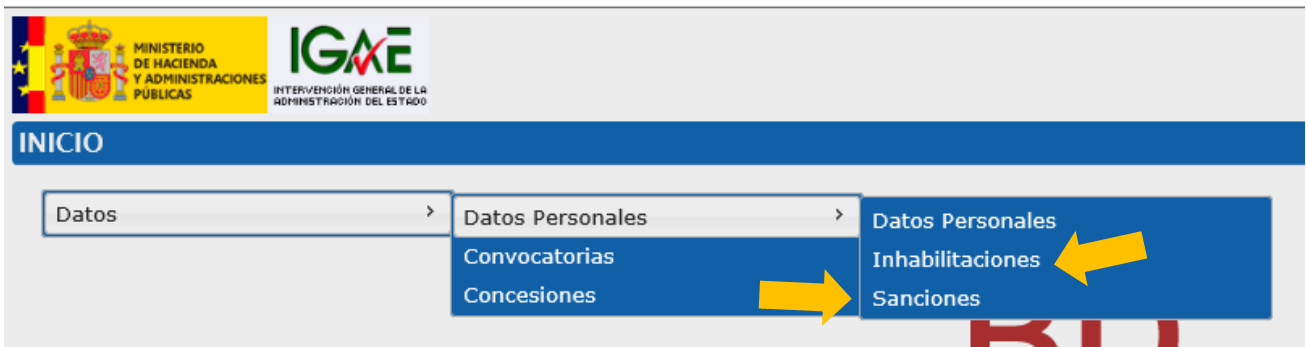 MINISTERIO
DE HACIENDA
Y ADMINISTRACIONES
PÚBLICAS
IGAE
INTERVENCIÓN GENERAL DE LA
ADMINISTRACIÓN DEL ESTADO
INICIO
Datos >
Datos Personales >
Convocatorias
Concesiones
Datos Personales
Inhabilitaciones
Sanciones